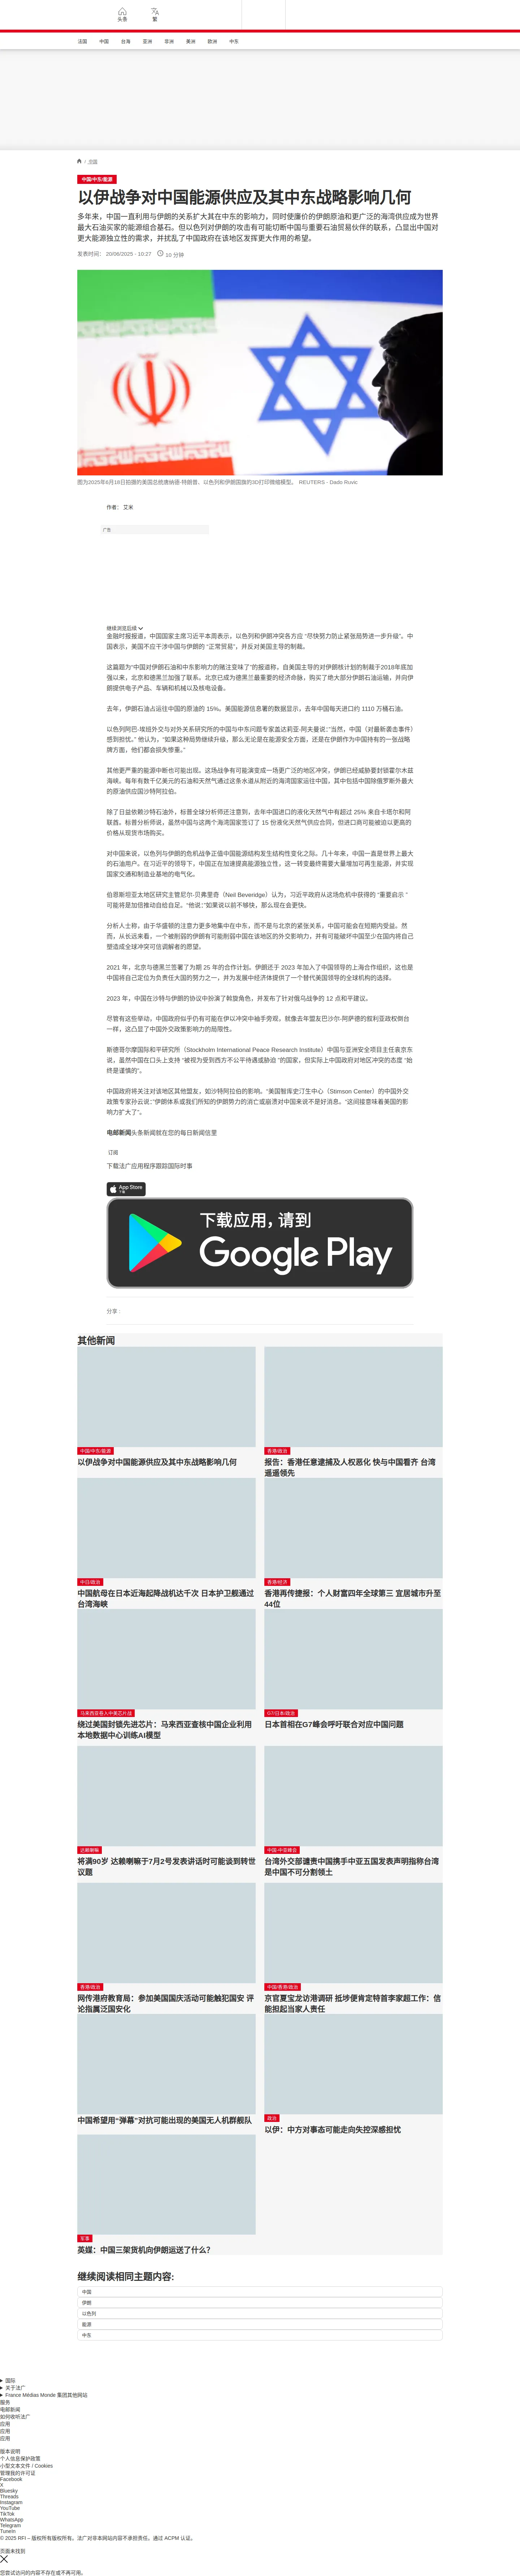 头条
繁
法国
中国
台海
亚洲
非洲
美洲
欧洲
中东
/ 中国
中国/中东/能源
以伊战争对中国能源供应及其中东战略影响几何
多年来，中国一直利用与伊朗的关系扩大其在中东的影响力，同时使廉价的伊朗原油和更广泛的海湾供应成为世界
最大石油买家的能源组合基石。但以色列对伊朗的攻击有可能切断中国与重要石油贸易伙伴的联系，凸显出中国对
更大能源独立性的需求，并扰乱了中国政府在该地区发挥更大作用的希望。
发表时间： 20/06/2025 - 10:27 10 分钟
图为2025年6月18日拍摄的美国总统唐纳德·特朗普、以色列和伊朗国旗的3D打印微缩模型。 REUTERS - Dado Ruvic
作者： 艾米
广告
继续浏览后续
金融时报报道，中国国家主席习近平本周表示，以色列和伊朗冲突各方应 “尽快努力防止紧张局势进一步升级”。中
国表示，美国不应干涉中国与伊朗的 “正常贸易”，并反对美国主导的制裁。
这篇题为“中国对伊朗石油和中东影响力的赌注变味了”的报道称，自美国主导的对伊朗核计划的制裁于2018年底加
强以来，北京和德黑兰加强了联系。北京已成为德黑兰最重要的经济命脉，购买了绝大部分伊朗石油运输，并向伊
朗提供电子产品、车辆和机械以及核电设备。
去年，伊朗石油占运往中国的原油的 15%。美国能源信息署的数据显示，去年中国每天进口约 1110 万桶石油。
以色列阿巴·埃班外交与对外关系研究所的中国与中东问题专家盖达莉亚-阿夫曼说:“当然，中国（对最新袭击事件）
感到担忧。” 他认为，“如果这种局势继续升级，那么无论是在能源安全方面，还是在伊朗作为中国持有的一张战略
牌方面，他们都会损失惨重。”
其他更严重的能源中断也可能出现。这场战争有可能演变成一场更广泛的地区冲突，伊朗已经威胁要封锁霍尔木兹
海峡。每年有数千亿美元的石油和天然气通过这条水道从附近的海湾国家运往中国，其中包括中国除俄罗斯外最大
的原油供应国沙特阿拉伯。
除了日益依赖沙特石油外，标普全球分析师还注意到，去年中国进口的液化天然气中有超过 25% 来自卡塔尔和阿
联酋。标普分析师说，虽然中国与这两个海湾国家签订了 15 份液化天然气供应合同，但进口商可能被迫以更高的
价格从现货市场购买。
对中国来说，以色列与伊朗的危机战争正值中国能源结构发生结构性变化之际。几十年来，中国一直是世界上最大
的石油用户。在习近平的领导下，中国正在加速提高能源独立性，这一转变最终需要大量增加可再生能源，并实现
国家交通和制造业基地的电气化。
伯恩斯坦亚太地区研究主管尼尔-贝弗里奇（Neil Beveridge）认为，习近平政府从这场危机中获得的 “重要启示 ”
可能将是加倍推动自给自足。“他说：”如果说以前不够快，那么现在会更快。
分析人士称，由于华盛顿的注意力更多地集中在中东，而不是与北京的紧张关系，中国可能会在短期内受益。然
而，从长远来看，一个被削弱的伊朗有可能削弱中国在该地区的外交影响力，并有可能破坏中国至少在国内将自己
塑造成全球冲突可信调解者的愿望。
2021 年，北京与德黑兰签署了为期 25 年的合作计划。伊朗还于 2023 年加入了中国领导的上海合作组织，这也是
中国将自己定位为负责任大国的努力之一，并为发展中经济体提供了一个替代美国领导的全球机构的选择。
2023 年，中国在沙特与伊朗的协议中扮演了斡旋角色，并发布了针对俄乌战争的 12 点和平建议。
尽管有这些举动，中国政府似乎仍有可能在伊以冲突中袖手旁观，就像去年盟友巴沙尔-阿萨德的叙利亚政权倒台
一样，这凸显了中国外交政策影响力的局限性。
斯德哥尔摩国际和平研究所（Stockholm International Peace Research Institute）中国与亚洲安全项目主任袁京东
说，虽然中国在口头上支持 “被视为受到西方不公平待遇或胁迫 ”的国家，但实际上中国政府对地区冲突的态度 “始
终是谨慎的”。
中国政府将关注对该地区其他盟友，如沙特阿拉伯的影响。“美国智库史汀生中心（Stimson Center）的中国外交
政策专家孙云说：”伊朗体系或我们所知的伊朗势力的消亡或崩溃对中国来说不是好消息。“这间接意味着美国的影
响力扩大了”。
电邮新闻头条新闻就在您的每日新闻信里
订阅
下载法广应用程序跟踪国际时事
App Store
下载应用，请到
Google Play
分享 :
其他新闻
中国/中东/能源
以伊战争对中国能源供应及其中东战略影响几何
香港/政治
报告：香港任意逮捕及人权恶化 快与中国看齐 台湾
遥遥领先
中日/政治
中国航母在日本近海起降战机达千次 日本护卫舰通过
台湾海峡
香港/经济
香港再传捷报：个人财富四年全球第三 宜居城市升至
44位
马来西亚卷入中美芯片战
绕过美国封锁先进芯片：马来西亚查核中国企业利用
本地数据中心训练AI模型
G7/日本/政治
日本首相在G7峰会呼吁联合对应中国问题
达赖喇嘛
将满90岁 达赖喇嘛于7月2号发表讲话时可能谈到转世
议题
中国-中亚峰会
台湾外交部谴责中国携手中亚五国发表声明指称台湾
是中国不可分割领土
香港/政治
网传港府教育局：参加美国国庆活动可能触犯国安 评
论指属泛国安化
中国/香港/政治
京官夏宝龙访港调研 抵埗便肯定特首李家超工作：信
能担起当家人责任
中国希望用“弹幕”对抗可能出现的美国无人机群舰队
政治
以伊：中方对事态可能走向失控深感担忧
军事
英媒：中国三架货机向伊朗运送了什么？
继续阅读相同主题内容:
中国
伊朗
以色列
能源
中东
国际
关于法广
France Médias Monde 集团其他网站
服务
电邮新闻
如何收听法广
应用
应用
应用
版本说明
个人信息保护政策
小型文本文件 / Cookies
管理我的许可证
Facebook
X
Bluesky
Threads
Instagram
YouTube
TikTok
WhatsApp
Telegram
TuneIn
© 2025 RFI – 版权所有版权所有。法广对非本网站内容不承担责任。通过 ACPM 认证。
页面未找到
您尝试访问的内容不存在或不再可用。